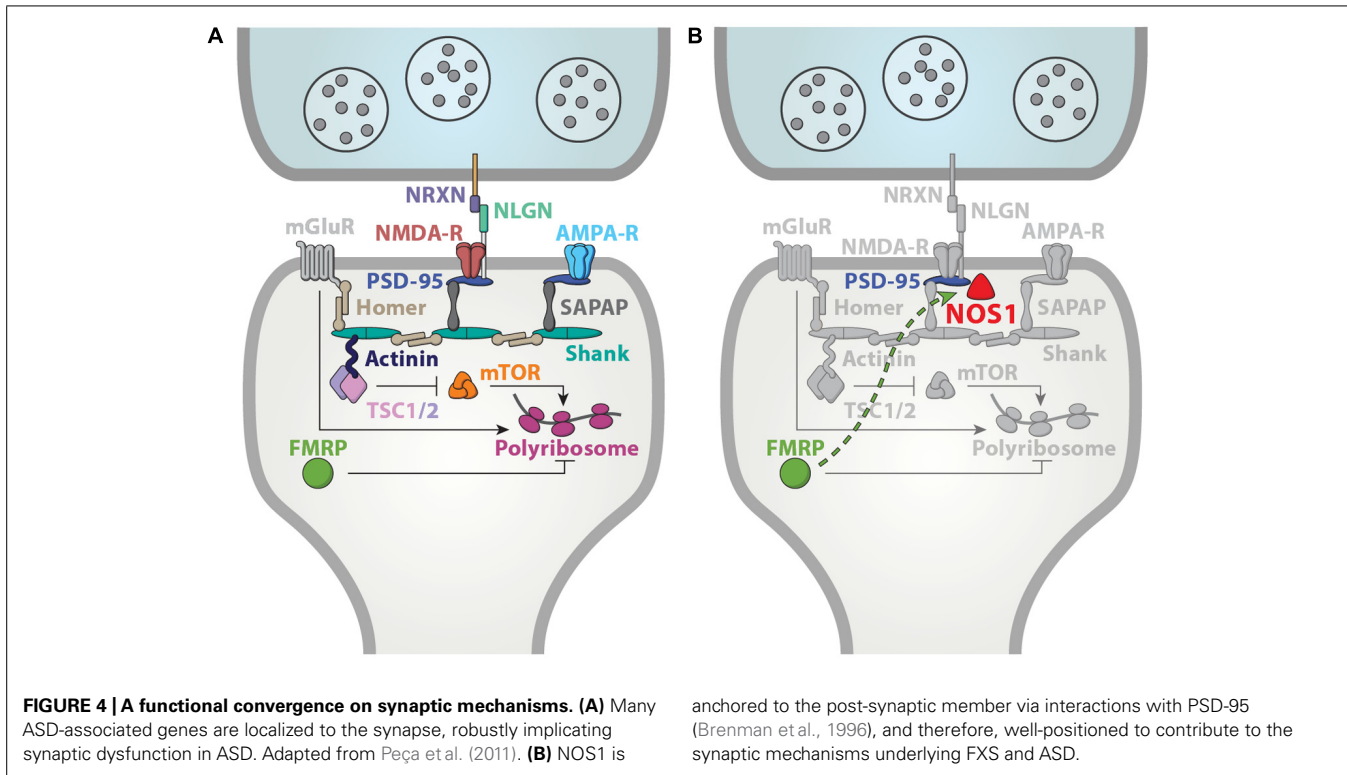 A
NRXN
NLGN
mGluR
NMDA-R
AMPA-R
PSD-95
Homer
SAPAP
Shank
Actinin
mTOR
TSC1/2
Polyribosome
FMRP
B
NRXN
NLGN
mGluR
NMDA-R
AMPA-R
PSD-95
Homer
NOS1
SAPAP
Shank
Actinin
mTOR
TSC1/2
Polyribosome
FMRP
FIGURE 4 | A functional convergence on synaptic mechanisms. (A) Many
ASD-associated genes are localized to the synapse, robustly implicating
synaptic dysfunction in ASD. Adapted from Peça et al. (2011). (B) NOS1 is
anchored to the post-synaptic member via interactions with PSD-95
(Brenman et al., 1996), and therefore, well-positioned to contribute to the
synaptic mechanisms underlying FXS and ASD.